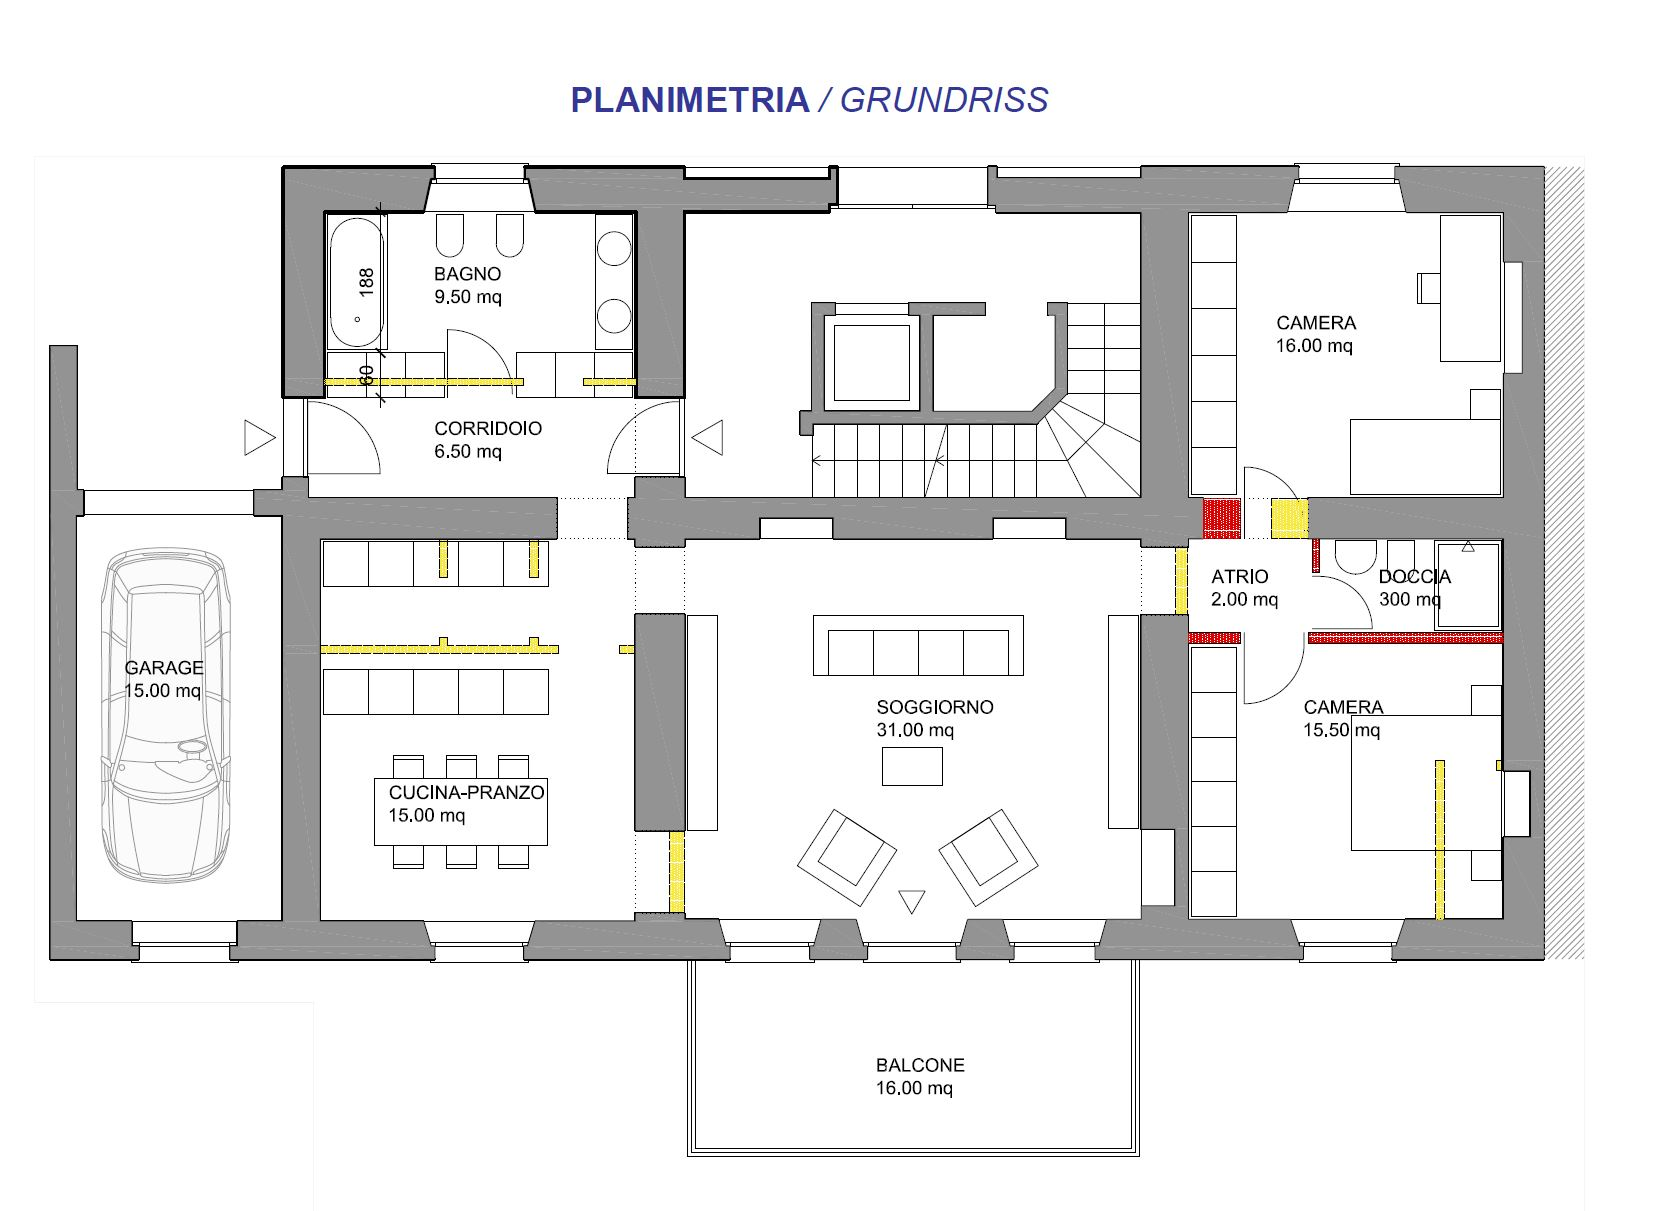 PLANIMETRIA / GRUNDRISS
188
BAGNO
9.50 mq
60
CORRIDOIO
6.50 mq
CAMERA
16.00 mq
ATRIO
2.00 mq
DOCCIA
300 mq
GARAGE
15.00 mq
SOGGIORNO
31.00 mq
CAMERA
15.50 mq
CUCINA-PRANZO
15.00 mq
BALCONE
16.00 mq